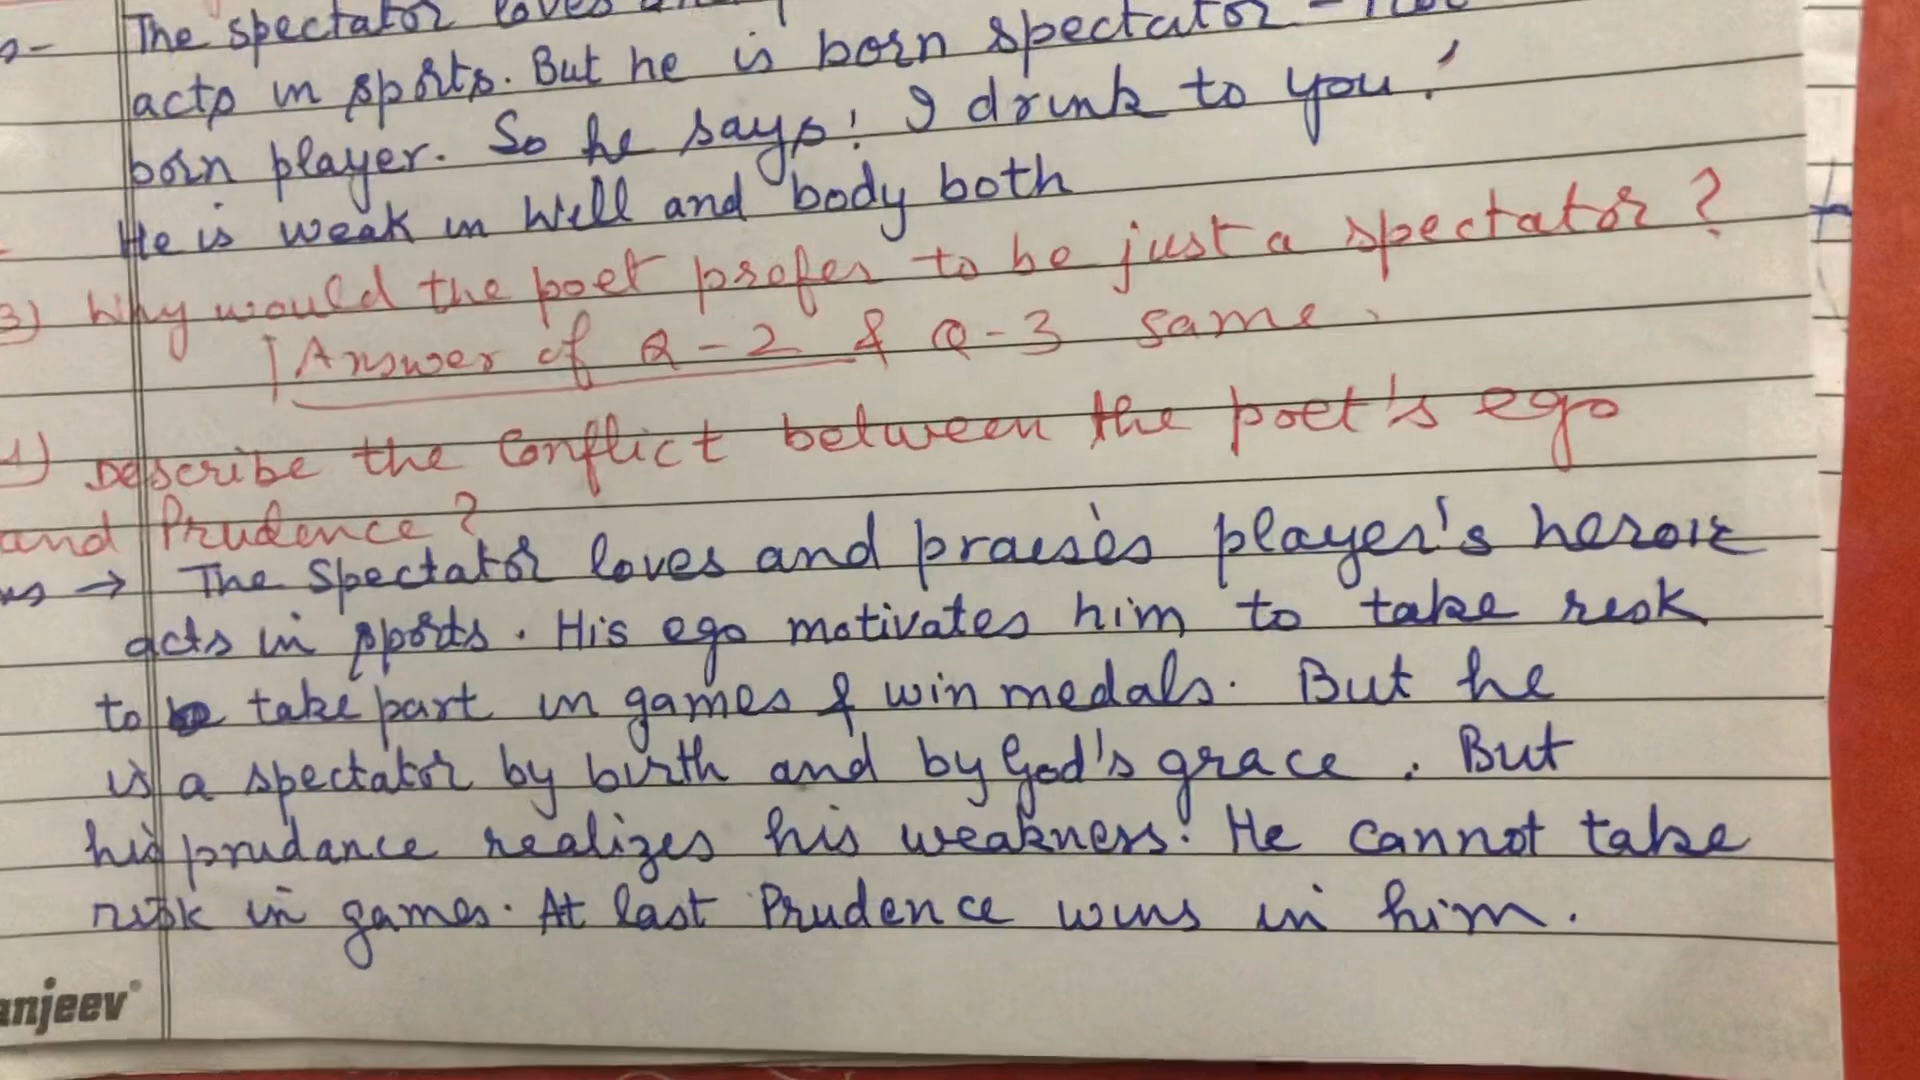 The spectator loves
acts in sports. But he is born spectator - not
born player. So he says: I drink to you!'
He is weak in Will and body both
3) Why would the poet prefer to be just a spectator?
Answer of Q-2 & Q-3 same.
4) Describe the Conflict between the poet's ego
and Prudence?
Ans → The Spectator loves and praises player's heroic
acts in sports. His ego motivates him to take resk
to take part in games & win medals. But he
is a spectator by birth and by God's grace. But
his prudance realizes his weakness. He cannot take
risk in games. At last Prudence wins in him.
anjeev